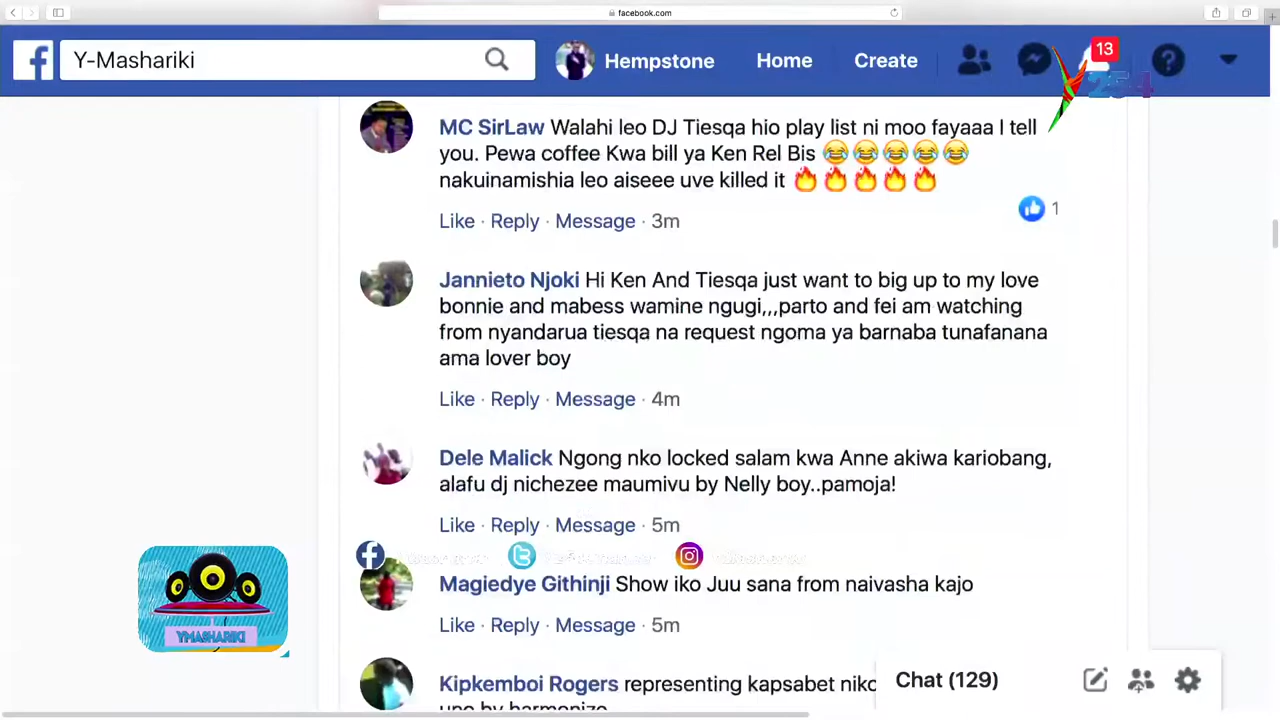 facebook.com
Y-Mashariki
Hempstone
Home
Create
13
Y 254
MC SirLaw Walahi leo DJ Tiesqa hio play list ni moo fayaaa I tell
you. Pewa coffee Kwa bill ya Ken Rel Bis 😂😂😂😂😂
nakuinamishia leo aiseee uve killed it 🔥🔥🔥🔥🔥
Like · Reply · Message · 3m
1
Jannieto Njoki Hi Ken And Tiesqa just want to big up to my love
bonnie and mabess wamine ngugi,,,parto and fei am watching
from nyandarua tiesqa na request ngoma ya barnaba tunafanana
ama lover boy
Like · Reply · Message · 4m
Dele Malick Ngong nko locked salam kwa Anne akiwa kariobang,
alafu dj nichezee maumivu by Nelly boy..pamoja!
Like · Reply · Message · 5m
Magiedye Githinji Show iko Juu sana from naivasha kajo
Like · Reply · Message · 5m
YMASHARIKI
Kipkemboi Rogers representing kapsabet niko
uno by harmonize
Chat (129)